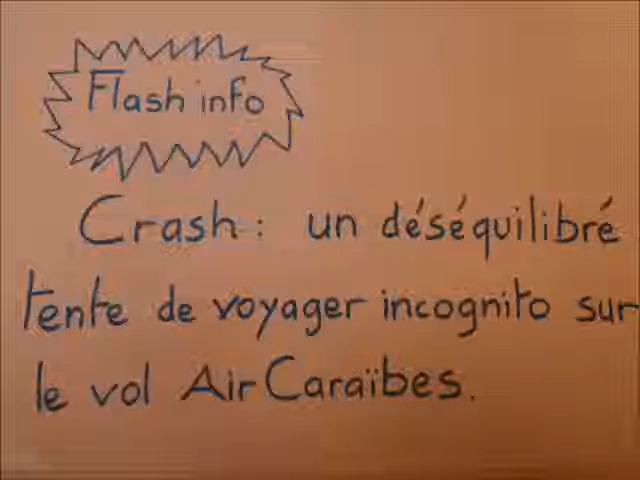 Flash info
Crash: un déséquilibré
tente de voyager incognito sur
le vol Air Caraïbes.